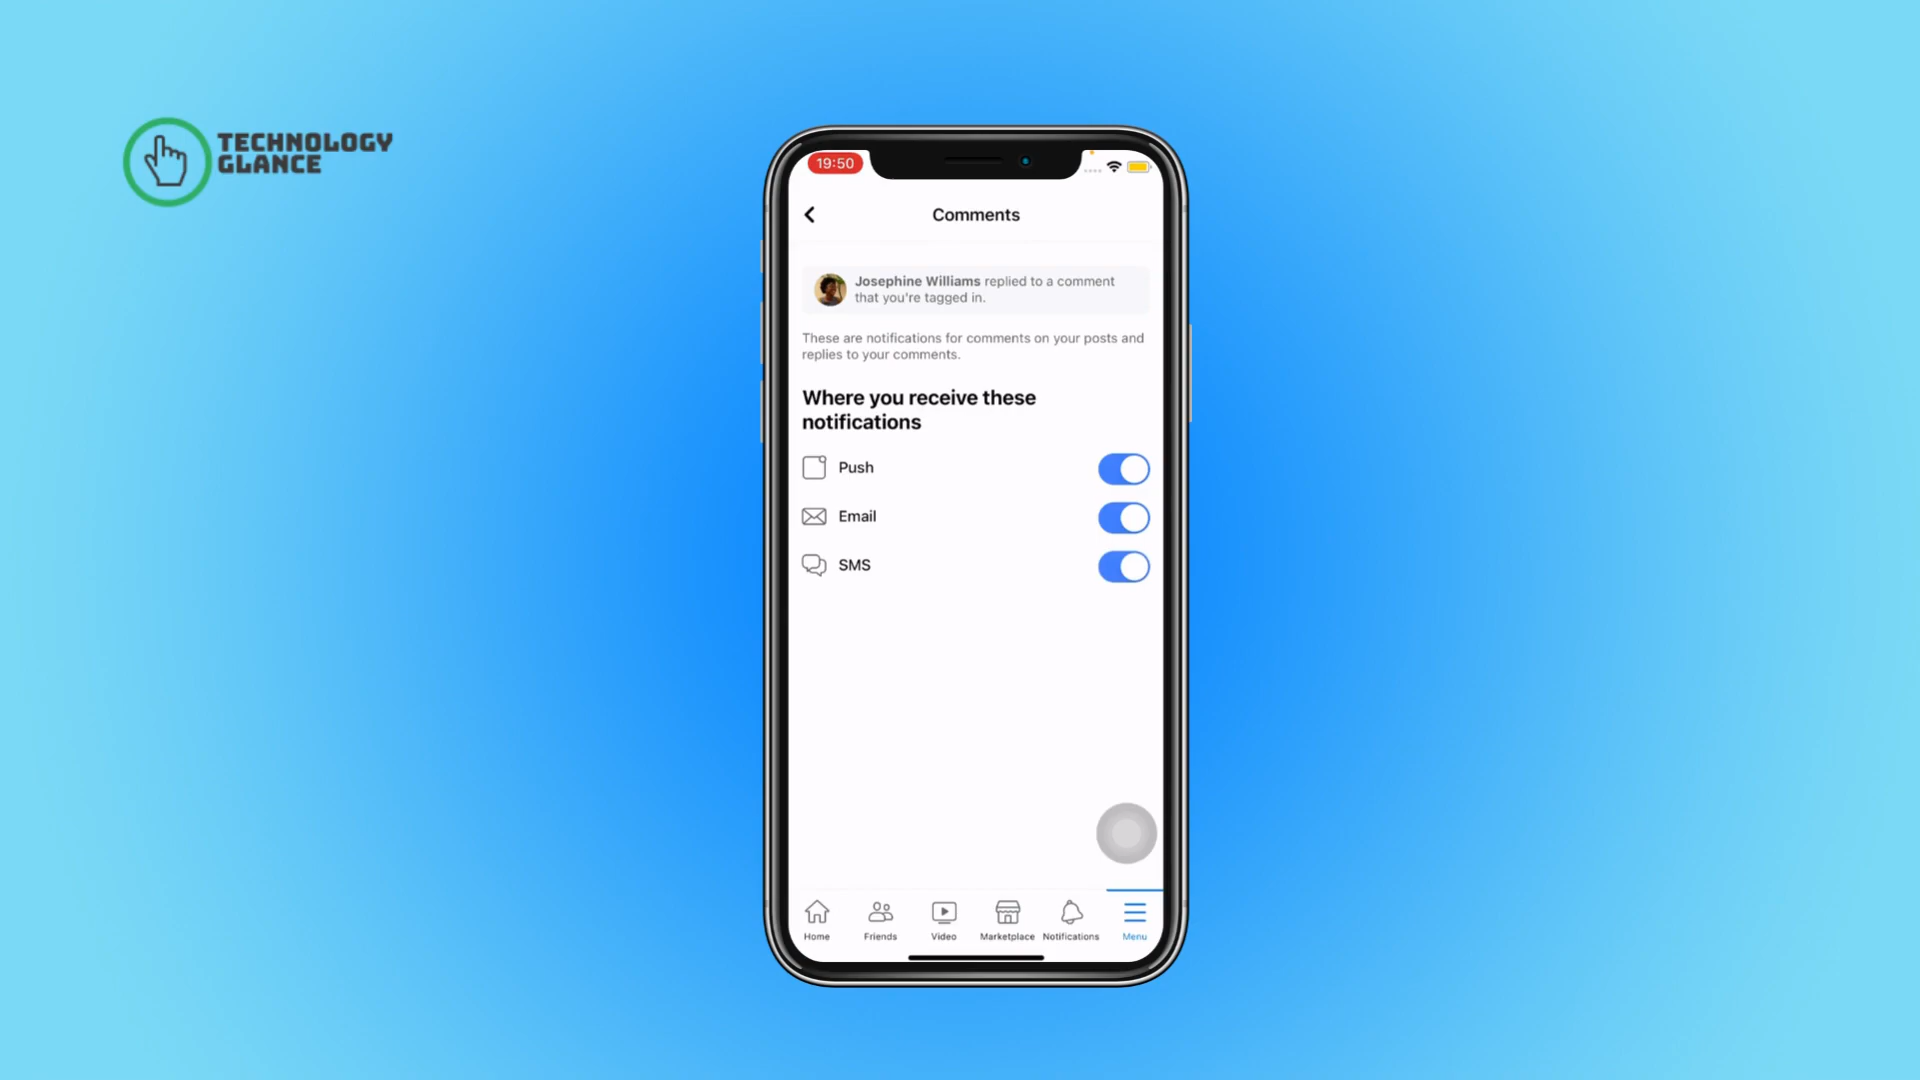 TECHNOLOGY
GLANCE
19:50
Comments
Josephine Williams replied to a comment
that you're tagged in.
These are notifications for comments on your posts and
replies to your comments.
Where you receive these
notifications
Push
Email
SMS
Home Friends Video Marketplace Notifications Menu